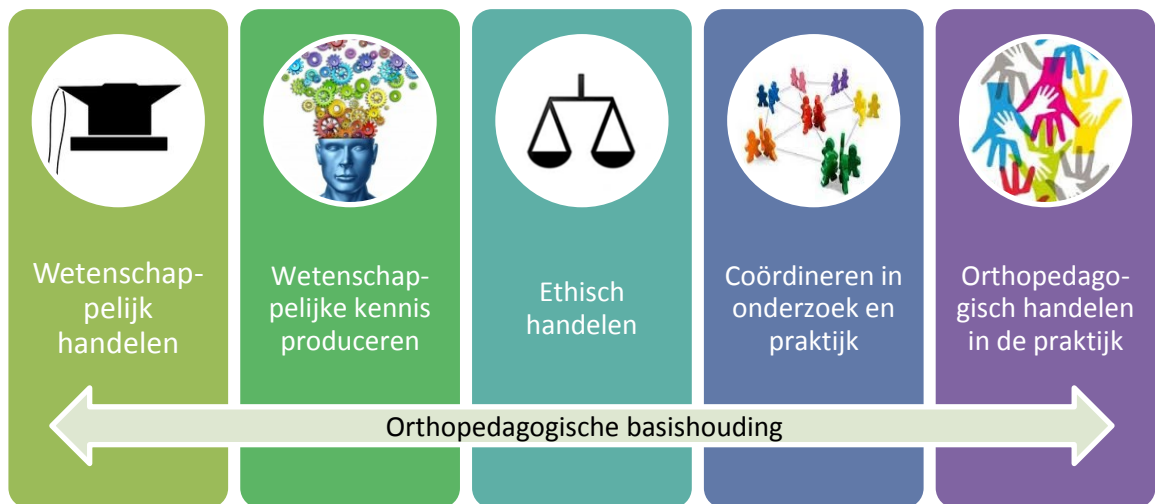 Wetenschap-
pelijk
handelen
Wetenschap-
pelijke kennis
produceren
Ethisch
handelen
Coördineren in
onderzoek en
praktijk
Orthopedago-
gisch handelen
in de praktijk
Orthopedagogische basishouding